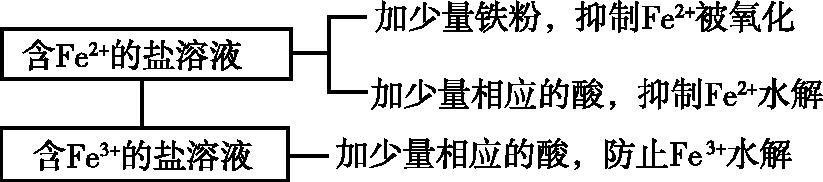 含Fe²⁺的盐溶液
加少量铁粉，抑制Fe²⁺被氧化
加少量相应的酸，抑制Fe²⁺水解
含Fe³⁺的盐溶液
加少量相应的酸，防止Fe³⁺水解